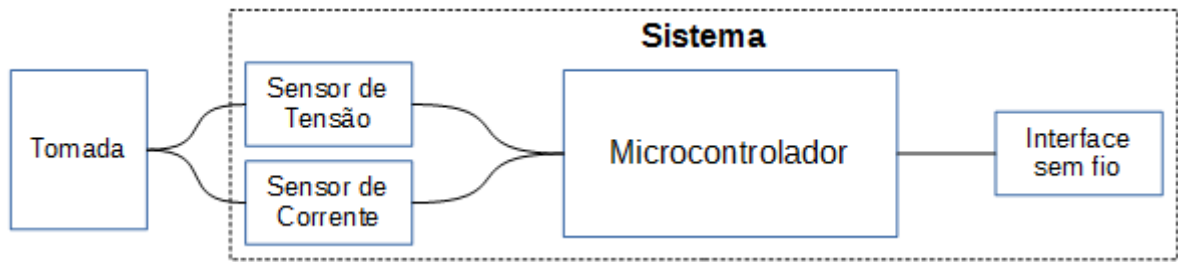 Sistema
Tomada
Sensor de
Tensão
Sensor de
Corrente
Microcontrolador
Interface
sem fio